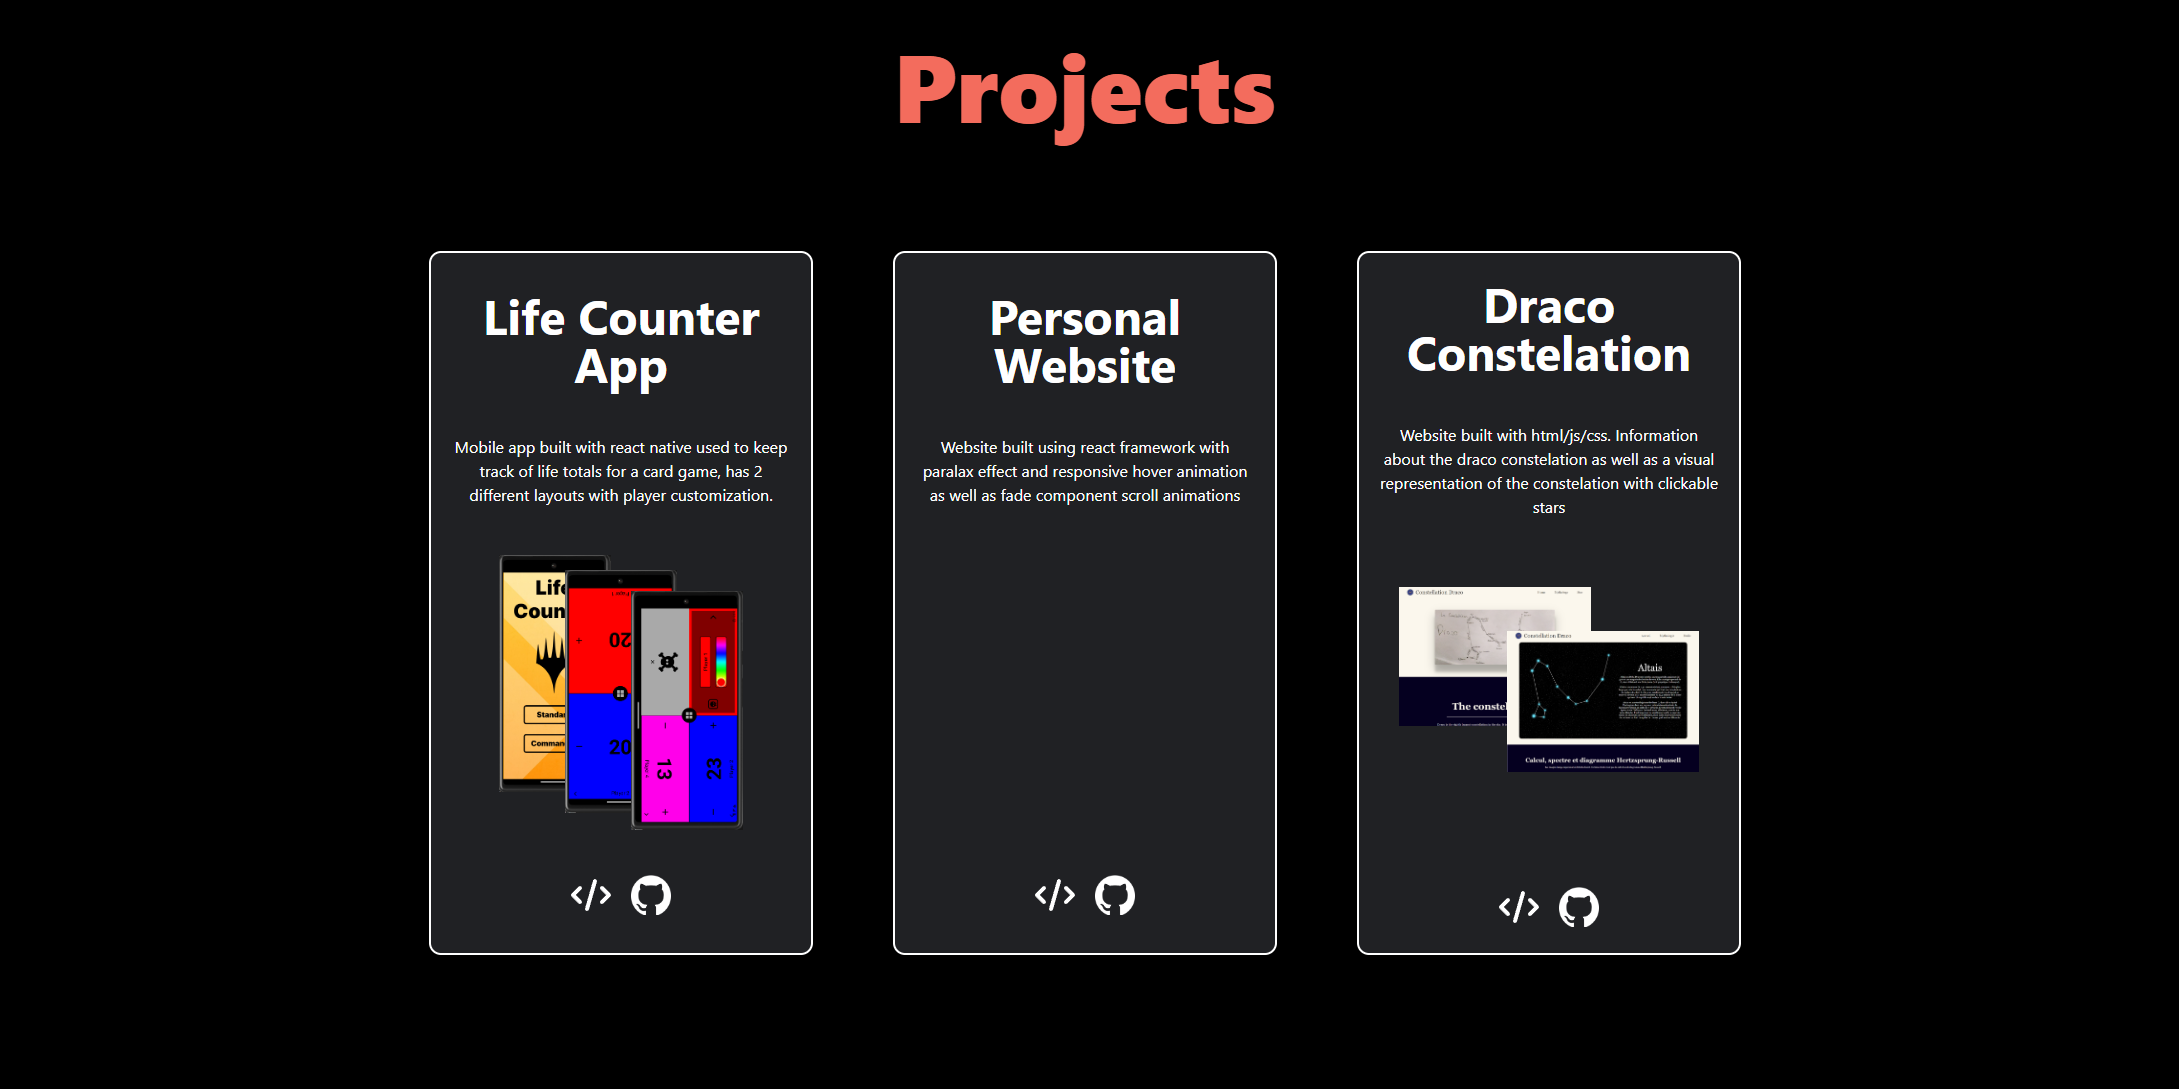 Projects
Life Counter
App
Mobile app built with react native used to keep
track of life totals for a card game, has 2
different layouts with player customization.
Life
Coun
Standa
Comman
20
20
13
23
Personal
Website
Website built using react framework with
paralax effect and responsive hover animation
as well as fade component scroll animations
Draco
Constelation
Website built with html/js/css. Information
about the draco constelation as well as a visual
representation of the constelation with clickable
stars
Constellation Draco
The constel
Constellation Draco
Altais
Calcul, spectre et diagramme Hertzsprung-Russell